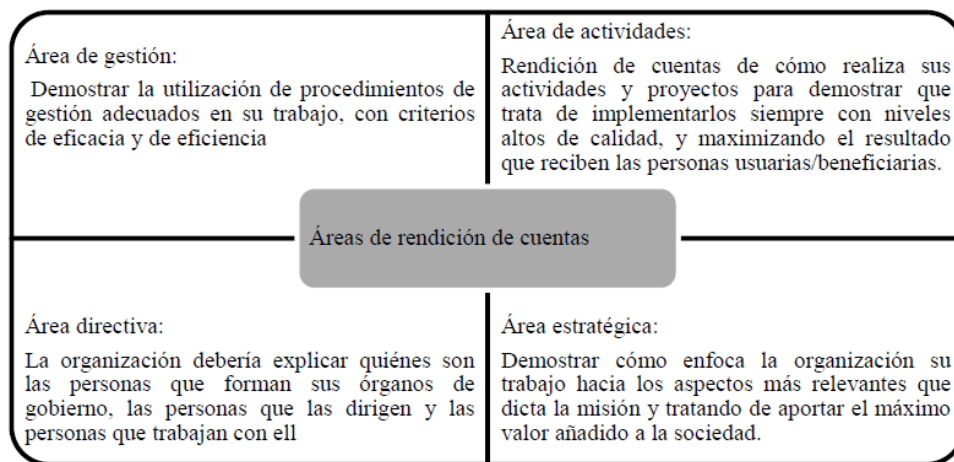 Área de gestión:
Demostrar la utilización de procedimientos de
gestión adecuados en su trabajo, con criterios
de eficacia y de eficiencia
Área de actividades:
Rendición de cuentas de cómo realiza sus
actividades y proyectos para demostrar que
trata de implementarlos siempre con niveles
altos de calidad, y maximizando el resultado
que reciben las personas usuarias/beneficiarias.
Áreas de rendición de cuentas
Área directiva:
La organización debería explicar quiénes son
las personas que forman sus órganos de
gobierno, las personas que las dirigen y las
personas que trabajan con ell
Área estratégica:
Demostrar cómo enfoca la organización su
trabajo hacia los aspectos más relevantes que
dicta la misión y tratando de aportar el máximo
valor añadido a la sociedad.